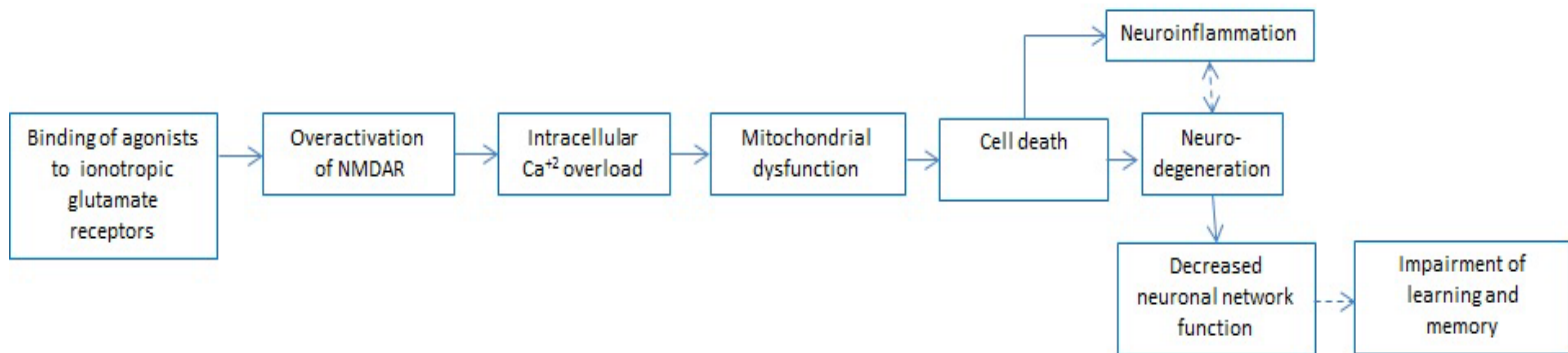 Neuroinflammation
Binding of agonists
to ionotropic
glutamate
receptors
Overactivation
of NMDAR
Intracellular
Ca⁺² overload
Mitochondrial
dysfunction
Cell death
Neuro-
degeneration
Decreased
neuronal network
function
Impairment of
learning and
memory